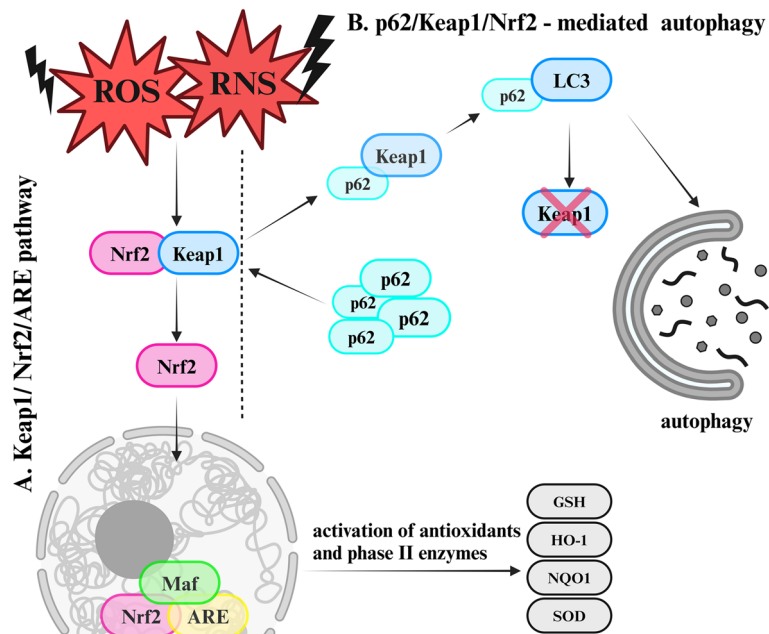 B. p62/Keap1/Nrf2 - mediated autophagy
ROS
RNS
A. Keap1/ Nrf2/ARE pathway
Nrf2
Keap1
Nrf2
p62
Keap1
p62
LC3
Keap1
p62
p62
p62
p62
autophagy
Maf
Nrf2
ARE
activation of antioxidants
and phase II enzymes
GSH
HO-1
NQO1
SOD